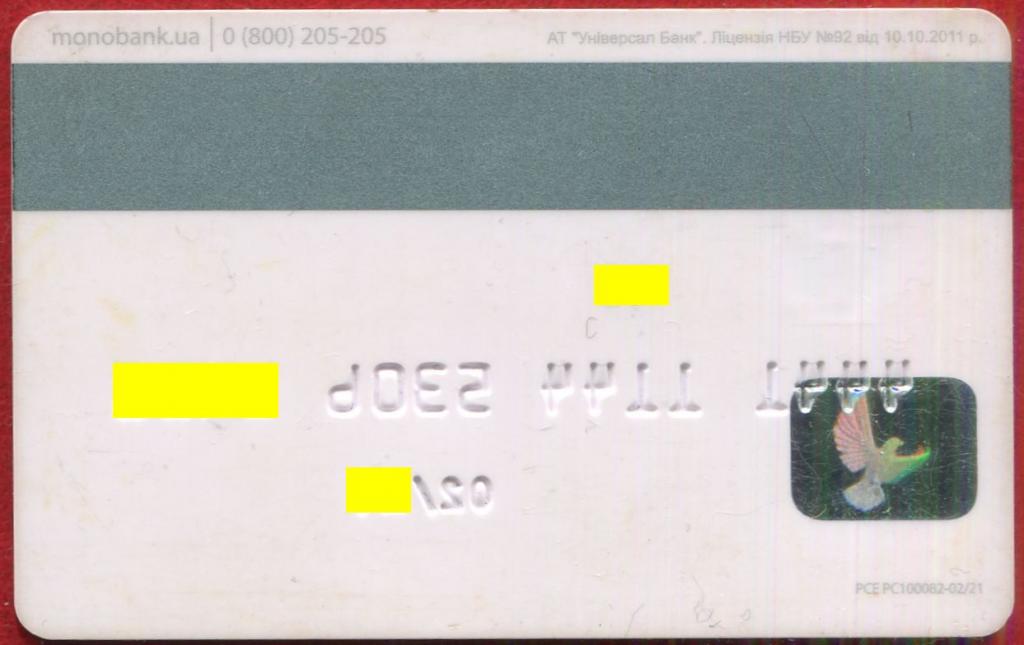 monobank.ua | 0 (800) 205-205
АТ "Універсал Банк". Ліцензія НБУ №92 від 10.10.2011 р.
4441 1144
02/
PCE PC100082-02/21